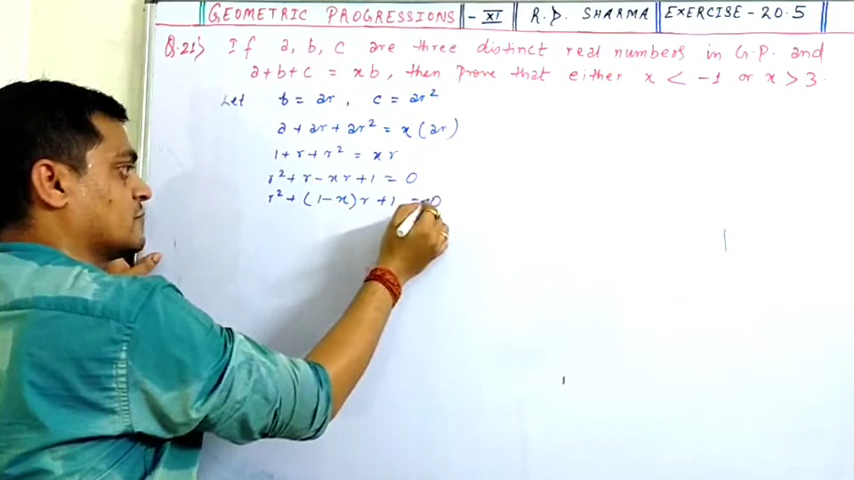 GEOMETRIC PROGRESSIONS - XI R.D. SHARMA EXERCISE - 20.5
Q.21) If a, b, c are three distinct real numbers in G.P. and
a+b+c = xb, then prove that either x < -1 or x > 3.
Let b = ar, c = ar²
a + ar + ar² = x(ar)
1 + r + r² = xr
r² + r - xr + 1 = 0
r² + (1-x)r + 1 = 0